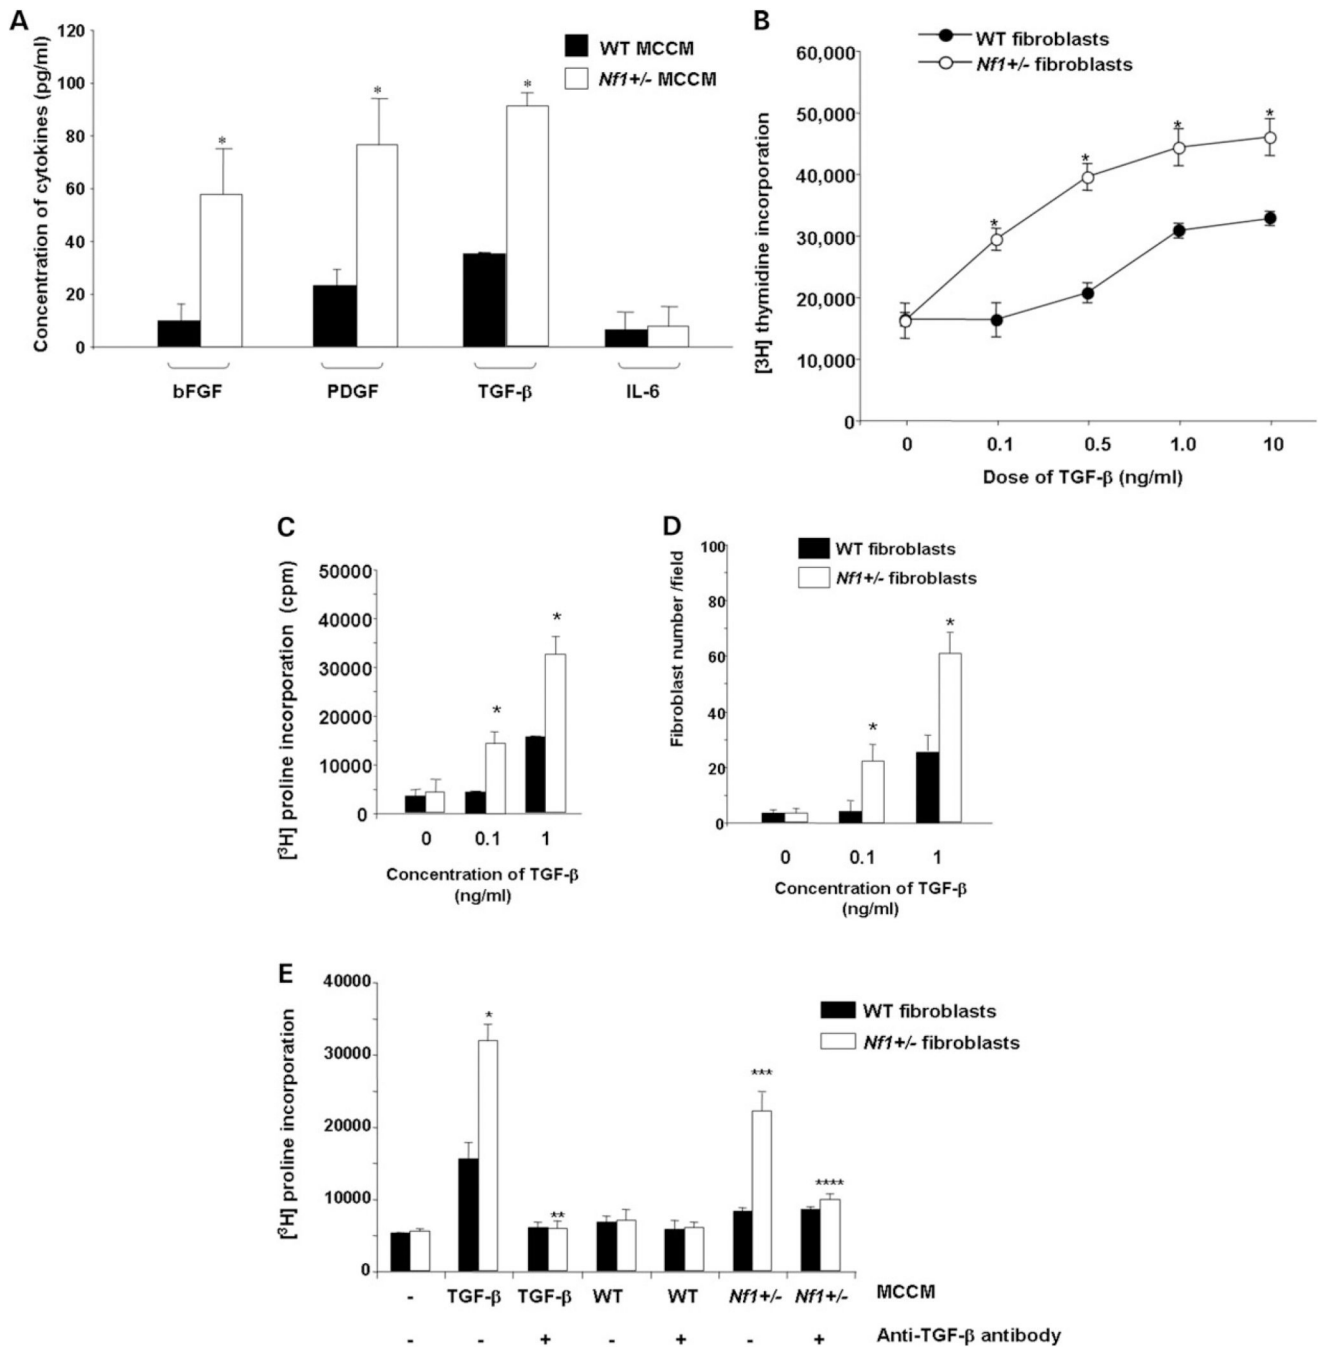 A
Concentration of cytokines (pg/ml)
120
100
80
60
40
20
0
WT MCCM
Nf1+/- MCCM
*
*
*
bFGF
PDGF
TGF-β
IL-6
B
WT fibroblasts
Nf1+/- fibroblasts
[3H] thymidine incorporation
60,000
50,000
40,000
30,000
20,000
10,000
0
*
*
*
*
0 0.1 0.5 1.0 10
Dose of TGF-β (ng/ml)
C
[³H] proline incorporation (cpm)
50000
40000
30000
20000
10000
0
*
*
0 0.1 1
Concentration of TGF-β
(ng/ml)
D
WT fibroblasts
Nf1+/- fibroblasts
Fibroblast number /field
100
80
60
40
20
0
*
*
0 0.1 1
Concentration of TGF-β
(ng/ml)
E
[³H] proline incorporation
40000
30000
20000
10000
0
WT fibroblasts
Nf1+/- fibroblasts
*
**
***
****
- TGF-β TGF-β WT WT Nf1+/- Nf1+/- MCCM
- - + - + - + Anti-TGF-β antibody